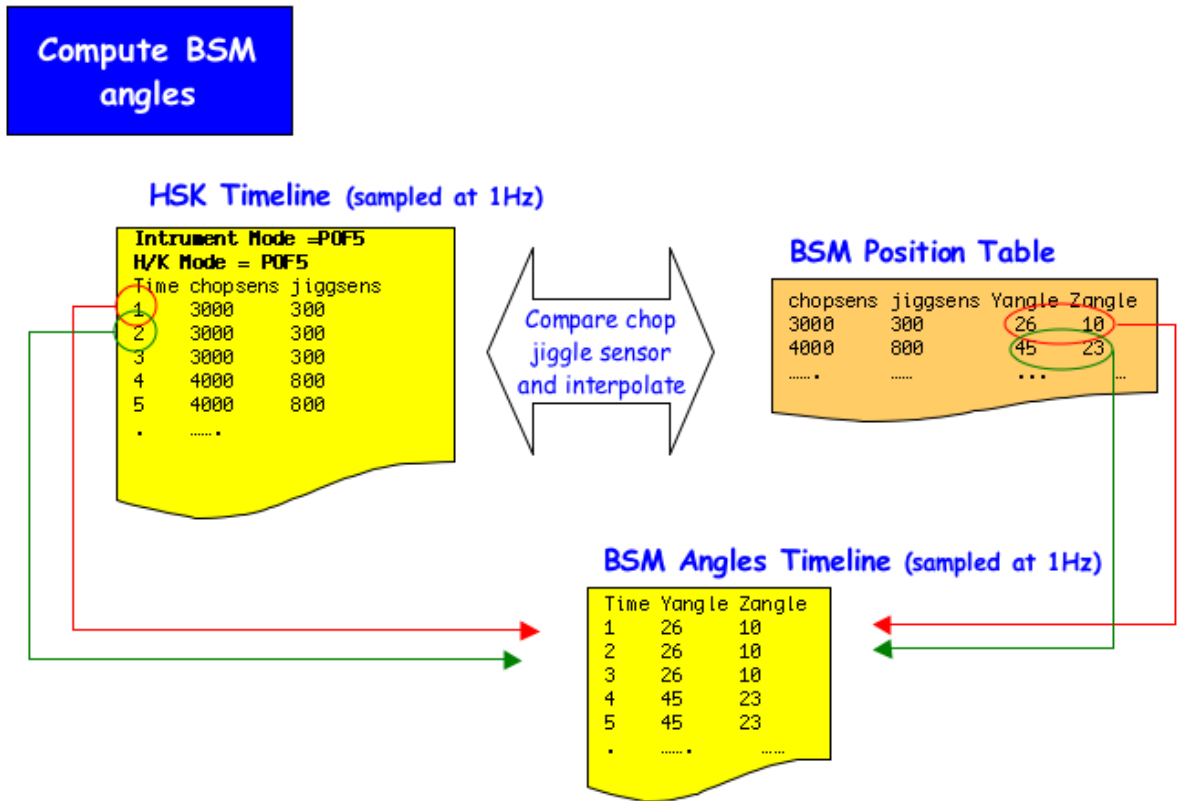 Compute BSM
angles
HSK Timeline (sampled at 1Hz)
Intrument Mode =POF5
H/K Mode = POF5
Time chopsens jiggsens
1 3000 300
2 3000 300
3 3000 300
4 4000 800
5 4000 800
. .......
Compare chop
jiggle sensor
and interpolate
BSM Position Table
chopsens jiggsens Yangle Zangle
3000 300 26 10
4000 800 45 23
....... ...... ... ...
BSM Angles Timeline (sampled at 1Hz)
Time Yangle Zangle
1 26 10
2 26 10
3 26 10
4 45 23
5 45 23
. ....... ......